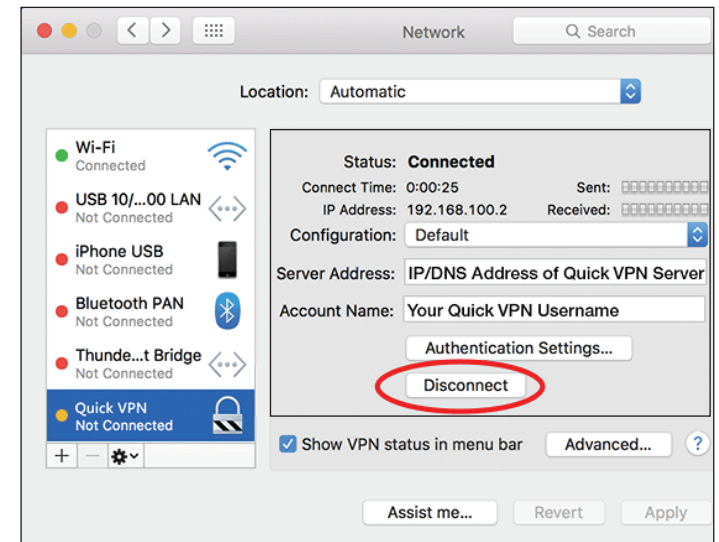 Network
Search
Location: Automatic
Wi-Fi
Connected
USB 10/...00 LAN
Not Connected
iPhone USB
Not Connected
Bluetooth PAN
Not Connected
Thunde...t Bridge
Not Connected
Quick VPN
Not Connected
Status: Connected
Connect Time: 0:00:25 Sent:
IP Address: 192.168.100.2 Received:
Configuration: Default
Server Address: IP/DNS Address of Quick VPN Server
Account Name: Your Quick VPN Username
Authentication Settings...
Disconnect
Show VPN status in menu bar Advanced... ?
Assist me... Revert Apply